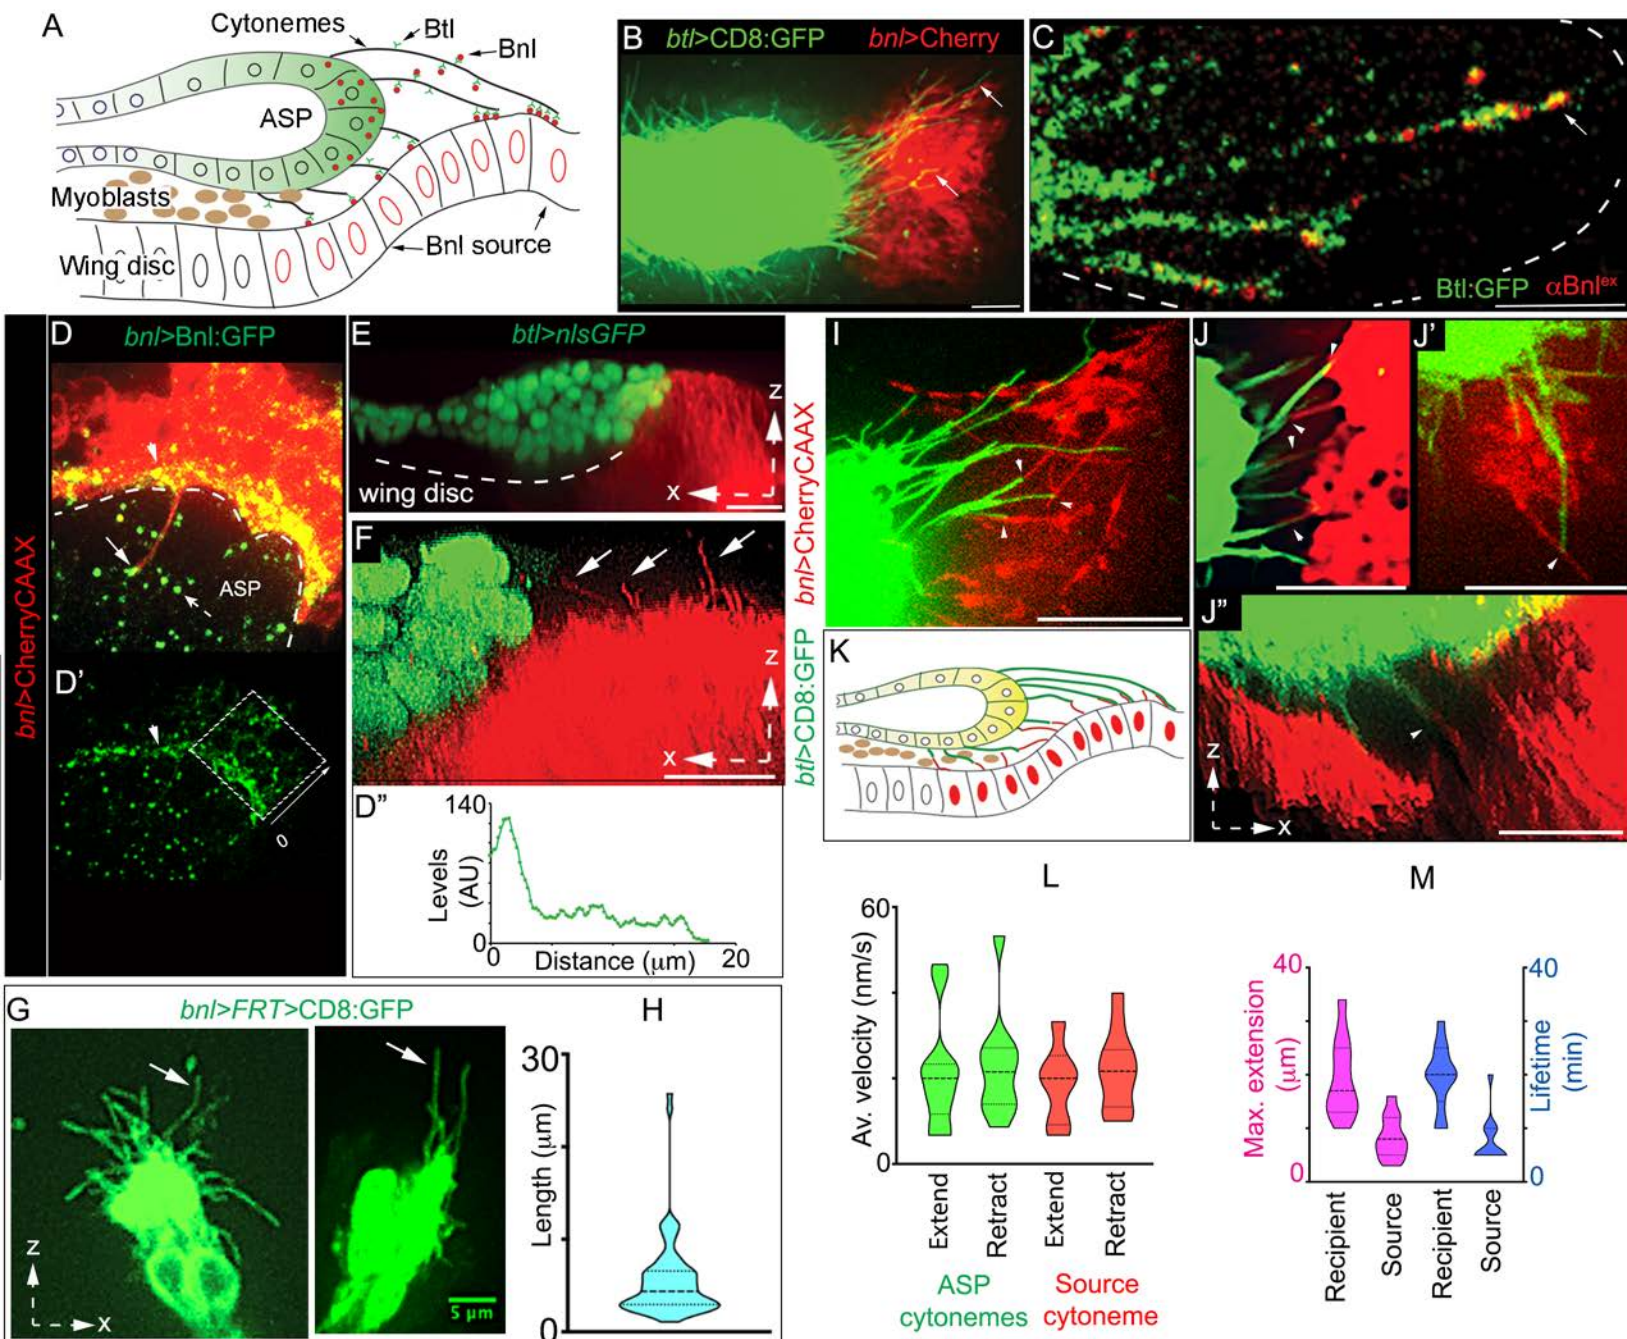 A
Cytonemes
Btl
Bnl
ASP
Myoblasts
Wing disc
Bnl source
B
btl>CD8:GFP
bnl>Cherry
C
Btl:GFP
αBnlᵉˣ
bnl>CherryCAAX
D
bnl>Bnl:GFP
ASP
D'
0
E
btl>nlsGFP
z
x
wing disc
F
z
x
D"
140
Levels
(AU)
0
0
Distance (μm)
20
btl>CD8:GFP
bnl>CherryCAAX
I
J
J'
K
J"
z
x
G
bnl>FRT>CD8:GFP
z
x
5 μm
H
30
Length (μm)
0
L
60
Av. velocity (nm/s)
0
Extend
Retract
Extend
Retract
ASP
cytonemes
Source
cytoneme
M
40
Max. extension
(μm)
0
40
Lifetime
(min)
0
Recipient
Source
Recipient
Source